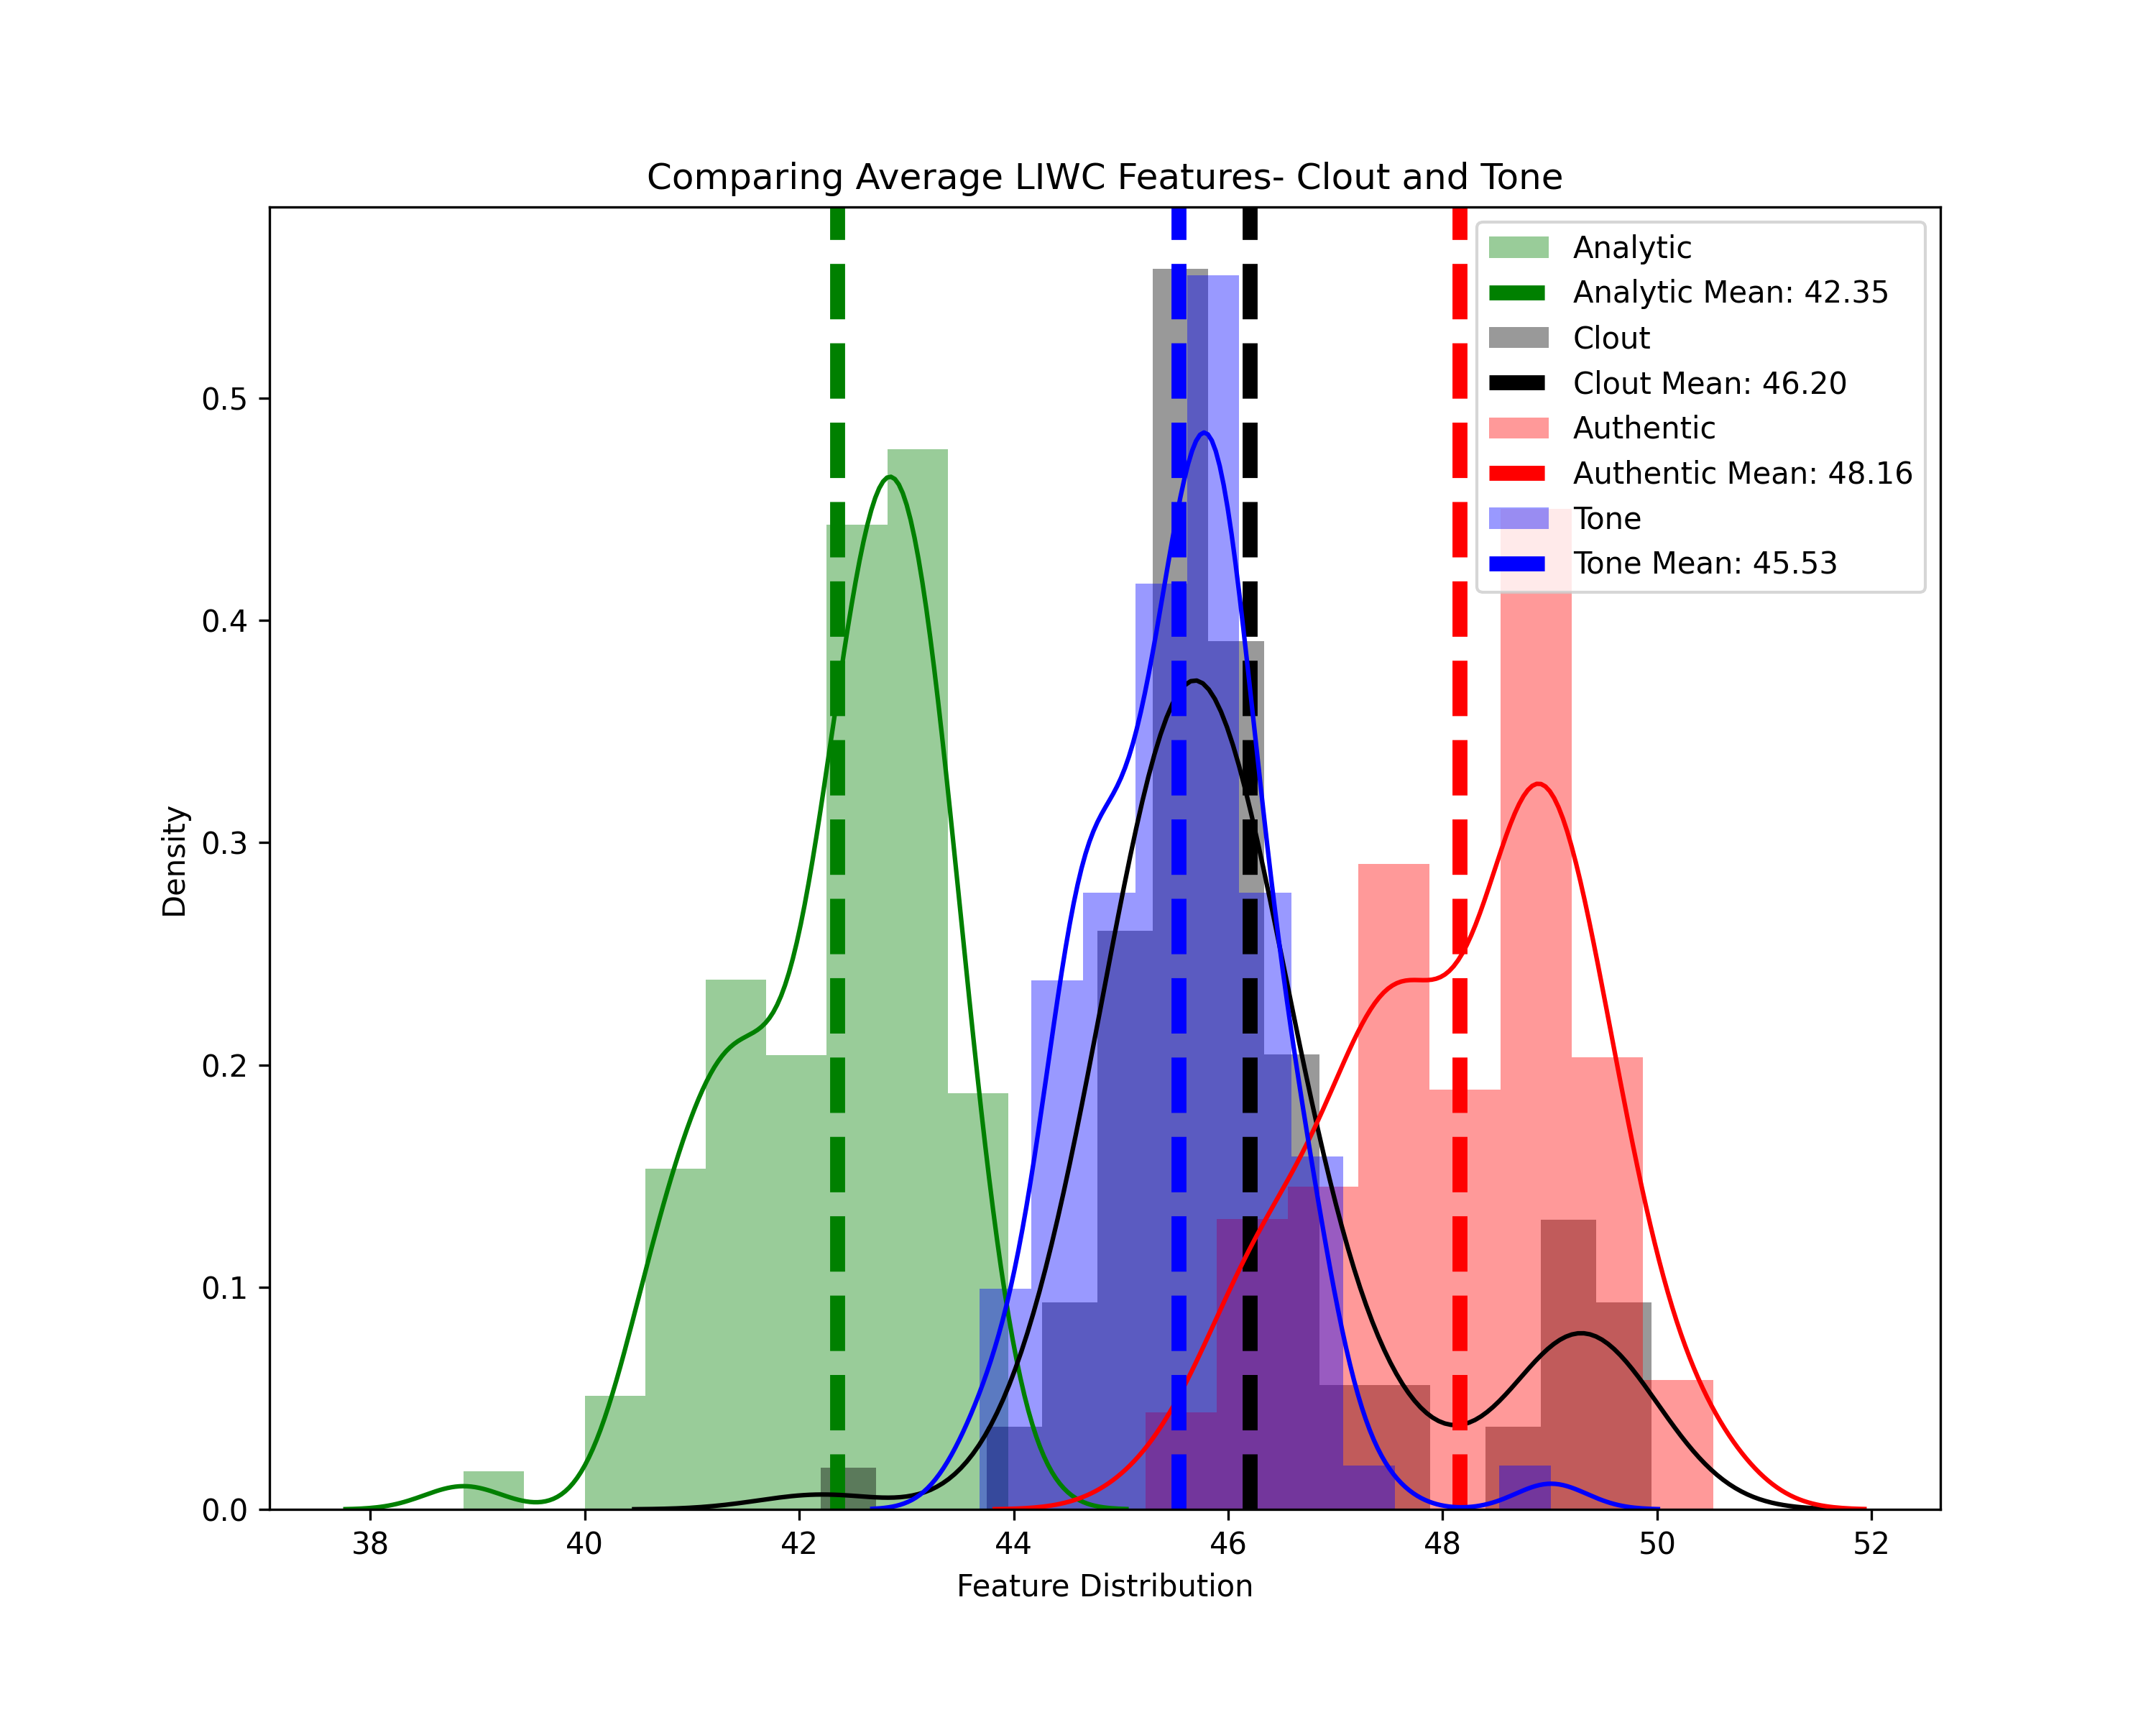 Comparing Average LIWC Features- Clout and Tone
Analytic
Analytic Mean: 42.35
Clout
Clout Mean: 46.20
Authentic
Authentic Mean: 48.16
Tone
Tone Mean: 45.53
Density
0.5
0.4
0.3
0.2
0.1
0.0
38 40 42 44 46 48 50 52
Feature Distribution